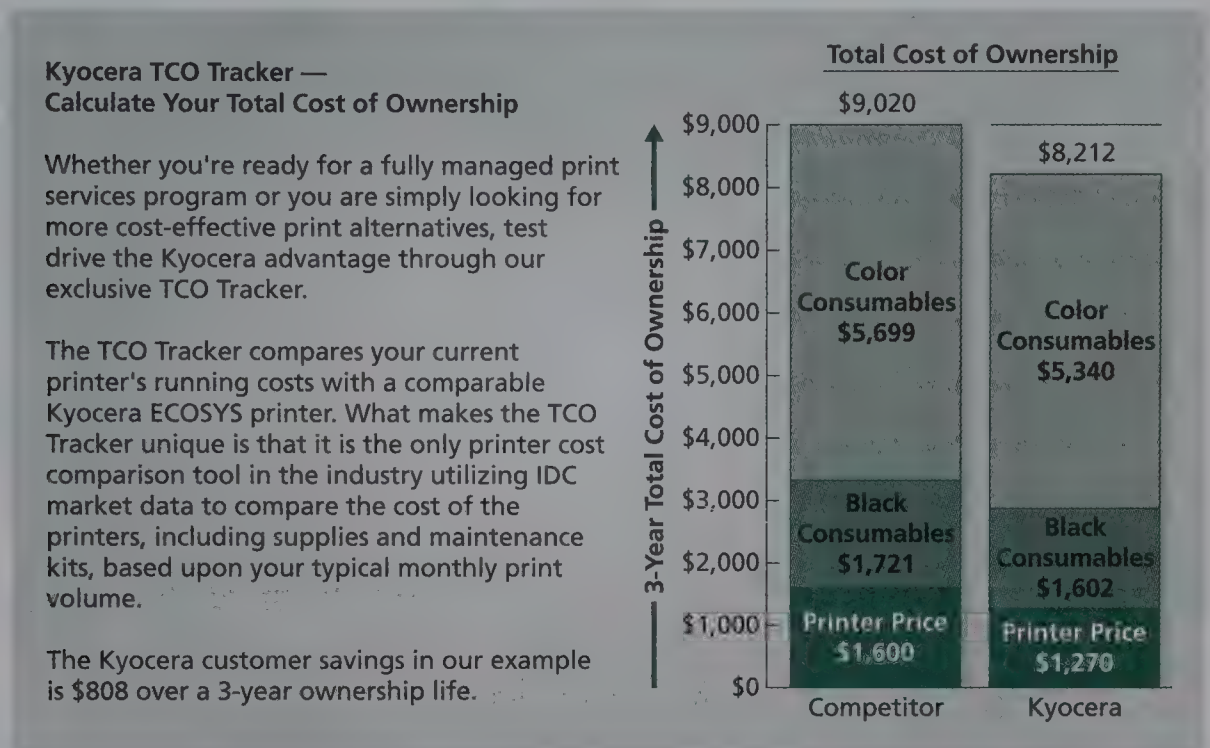 Kyocera TCO Tracker —
Calculate Your Total Cost of Ownership
Whether you're ready for a fully managed print
services program or you are simply looking for
more cost-effective print alternatives, test
drive the Kyocera advantage through our
exclusive TCO Tracker.
The TCO Tracker compares your current
printer's running costs with a comparable
Kyocera ECOSYS printer. What makes the TCO
Tracker unique is that it is the only printer cost
comparison tool in the industry utilizing IDC
market data to compare the cost of the
printers, including supplies and maintenance
kits, based upon your typical monthly print
volume.
The Kyocera customer savings in our example
is $808 over a 3-year ownership life.
Total Cost of Ownership
3-Year Total Cost of Ownership
$9,000
$8,000
$7,000
$6,000
$5,000
$4,000
$3,000
$2,000
$1,000
$0
$9,020
Color
Consumables
$5,699
Black
Consumables
$1,721
Printer Price
$1,600
Competitor
$8,212
Color
Consumables
$5,340
Black
Consumables
$1,602
Printer Price
$1,270
Kyocera